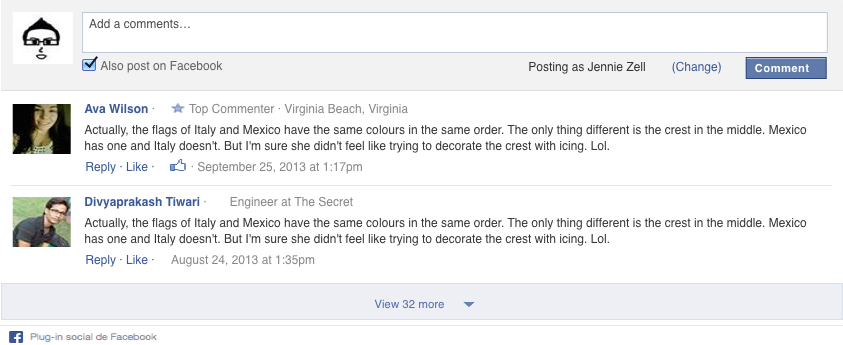 Add a comments…
Also post on Facebook
Posting as Jennie Zell (Change) Comment
Ava Wilson · Top Commenter · Virginia Beach, Virginia
Actually, the flags of Italy and Mexico have the same colours in the same order. The only thing different is the crest in the middle. Mexico
has one and Italy doesn't. But I'm sure she didn't feel like trying to decorate the crest with icing. Lol.
Reply · Like · · September 25, 2013 at 1:17pm
Divyaprakash Tiwari · Engineer at The Secret
Actually, the flags of Italy and Mexico have the same colours in the same order. The only thing different is the crest in the middle. Mexico
has one and Italy doesn't. But I'm sure she didn't feel like trying to decorate the crest with icing. Lol.
Reply · Like · August 24, 2013 at 1:35pm
View 32 more
Plug-in social de Facebook